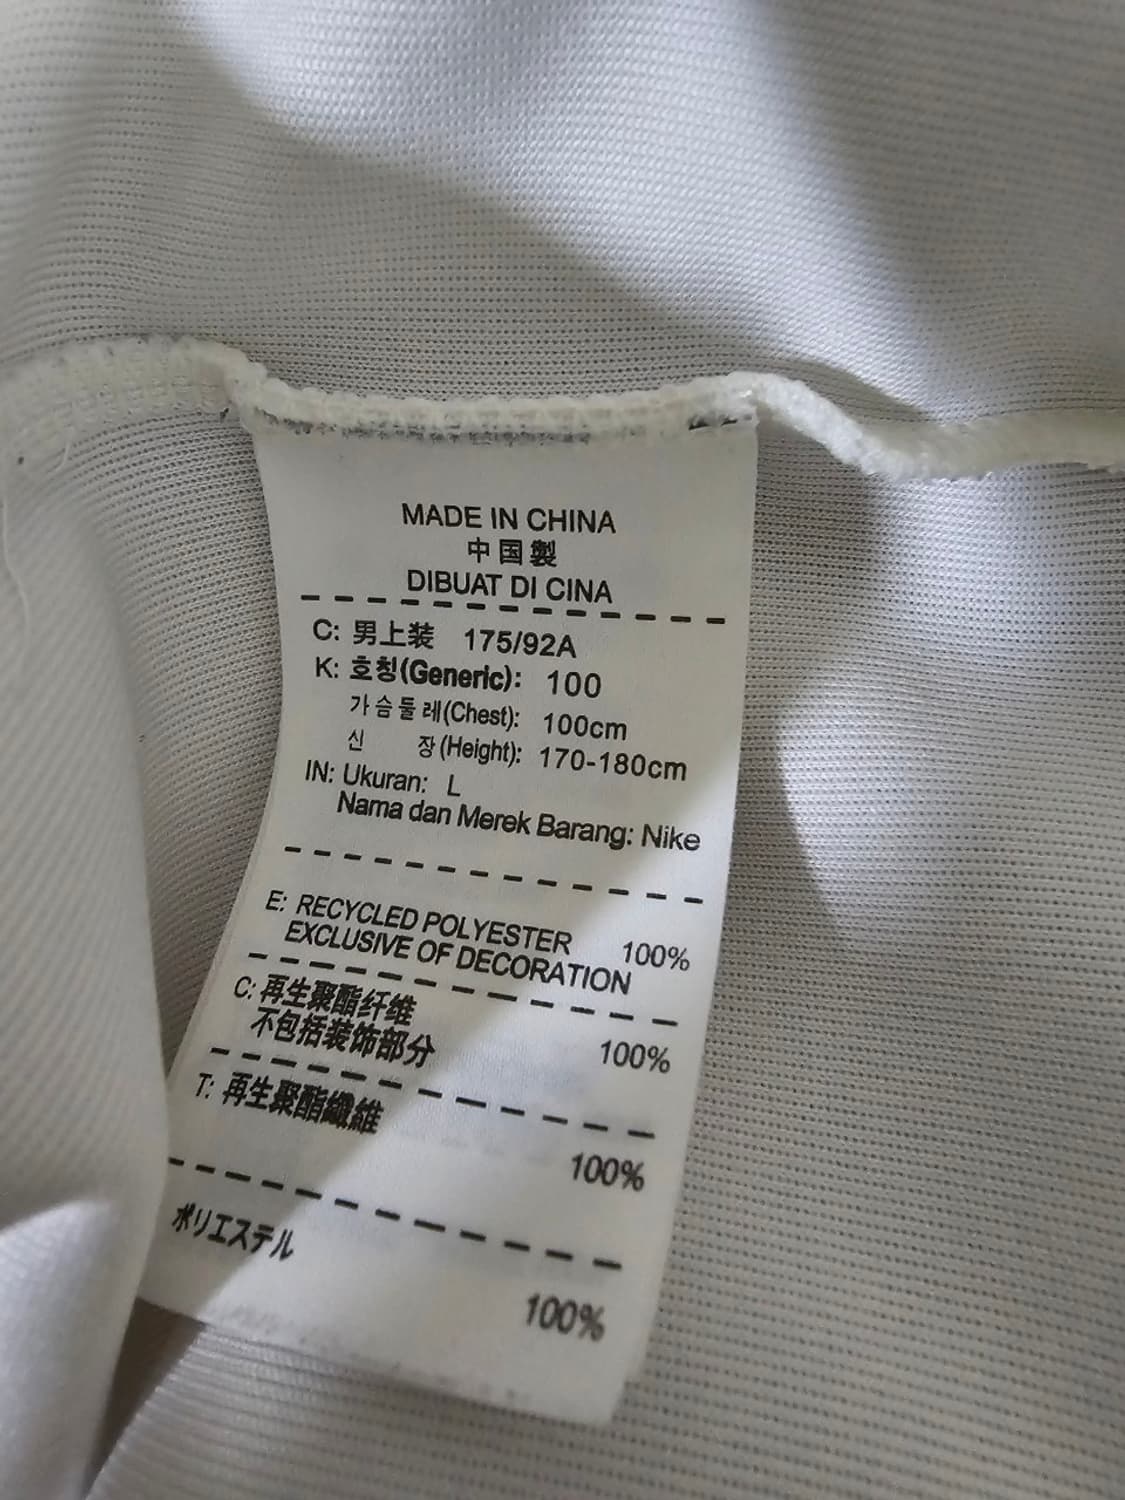 MADE IN CHINA
中国製
DIBUAT DI CINA
C: 男上装 175/92A
K: 호칭(Generic): 100
가슴둘레(Chest): 100cm
신 장(Height): 170-180cm
IN: Ukuran: L
Nama dan Merek Barang: Nike
E: RECYCLED POLYESTER 100%
EXCLUSIVE OF DECORATION
C: 再生聚酯纤维 100%
不包括装饰部分
T: 再生聚酯纖維 100%
ポリエステル 100%